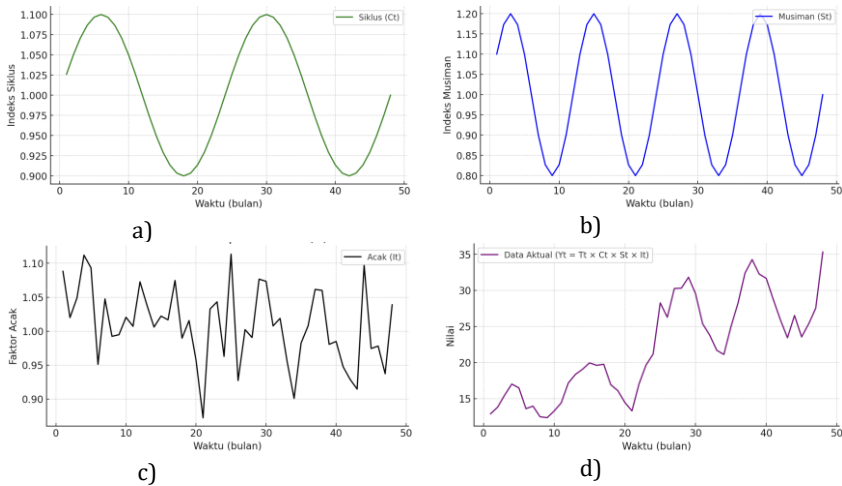 1.100
1.075
1.050
1.025
1.000
0.975
0.950
0.925
0.900
Indeks Siklus
Siklus (Ct)
0 10 20 30 40 50
Waktu (bulan)
a)
1.20
1.15
1.10
1.05
1.00
0.95
0.90
0.85
0.80
Indeks Musiman
Musiman (St)
0 10 20 30 40 50
Waktu (bulan)
b)
1.10
1.05
1.00
0.95
0.90
Faktor Acak
Acak (It)
0 10 20 30 40 50
Waktu (bulan)
c)
35
30
25
20
15
Nilai
Data Aktual (Yt = Tt × Ct × St × It)
0 10 20 30 40 50
Waktu (bulan)
d)